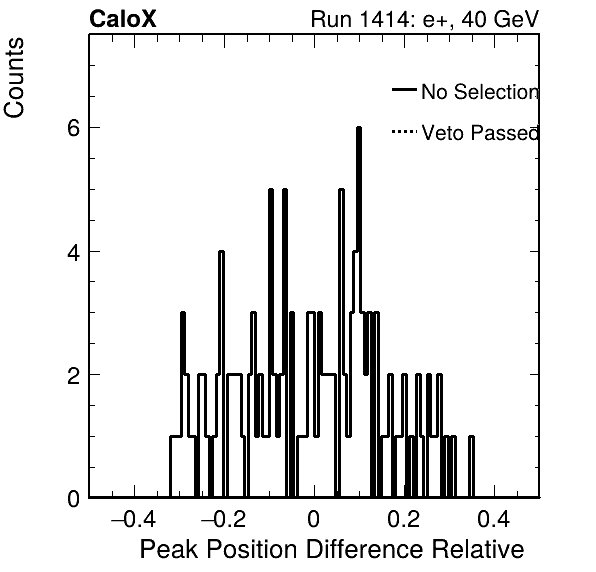 CaloX Run 1414: e+, 40 GeV
Counts
No Selection
Veto Passed
6
4
2
0
−0.4 −0.2 0 0.2 0.4
Peak Position Difference Relative